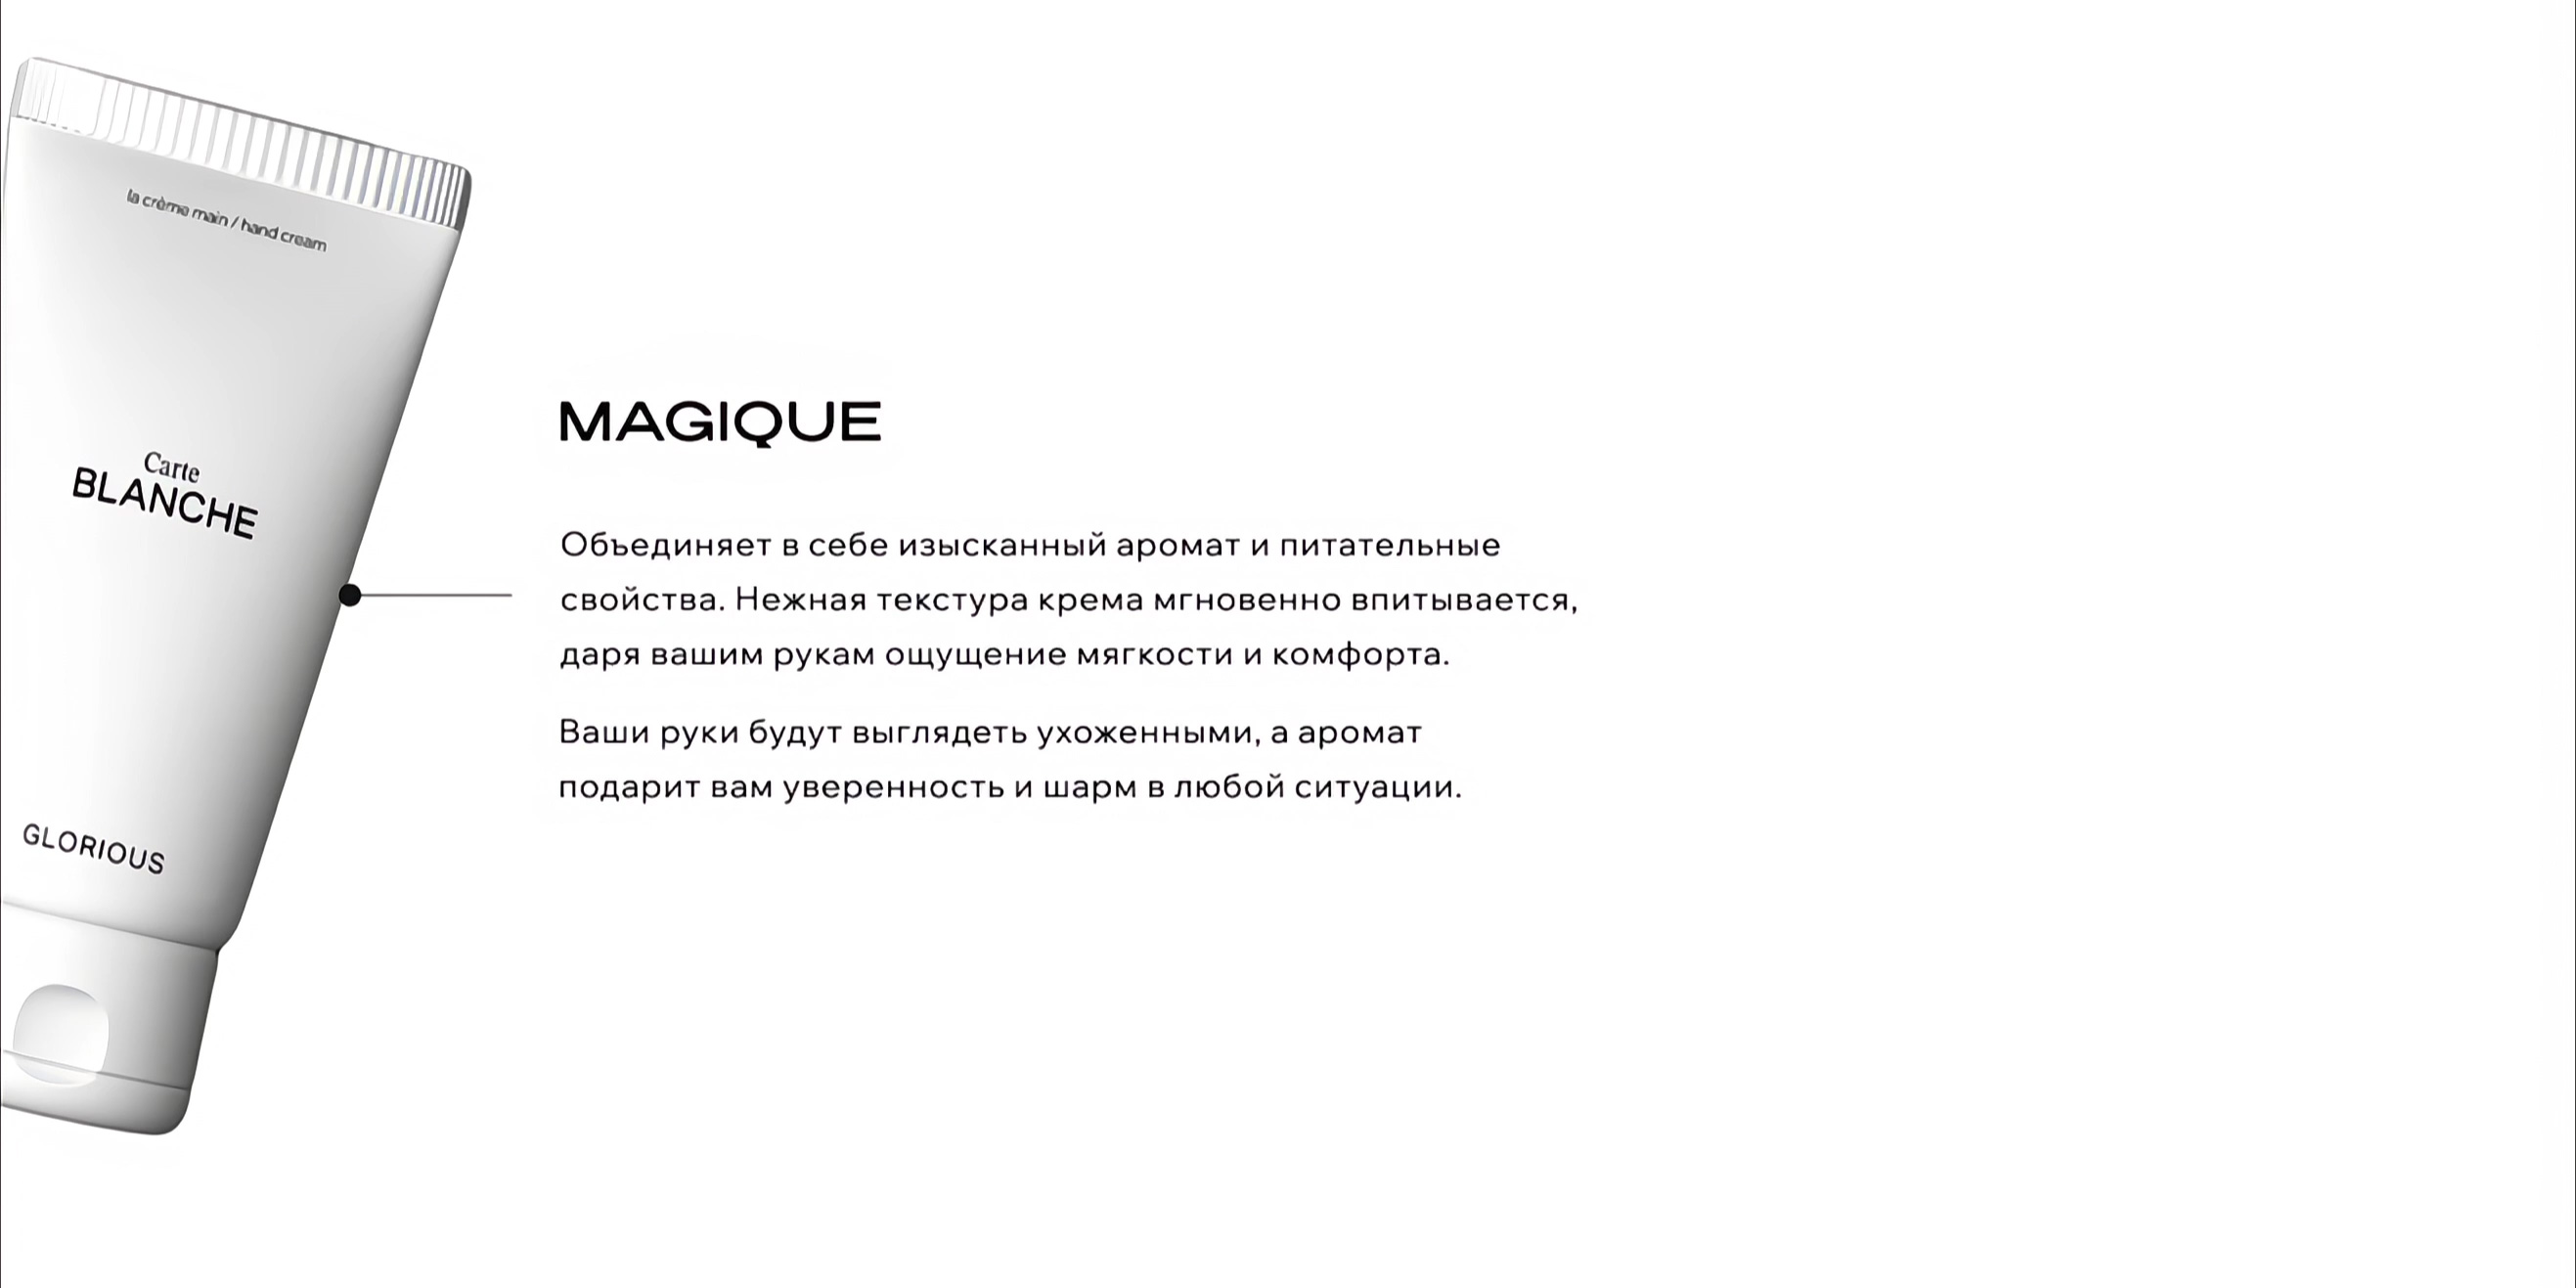 la crème main / hand cream
Carte
BLANCHE
GLORIOUS
MAGIQUE
Объединяет в себе изысканный аромат и питательные
свойства. Нежная текстура крема мгновенно впитывается,
даря вашим рукам ощущение мягкости и комфорта.
Ваши руки будут выглядеть ухоженными, а аромат
подарит вам уверенность и шарм в любой ситуации.